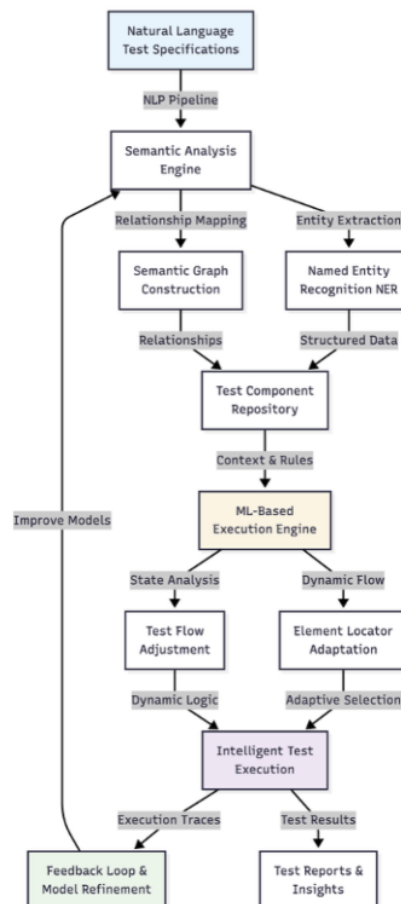 Natural Language
Test Specifications
NLP Pipeline
Semantic Analysis
Engine
Relationship Mapping
Entity Extraction
Semantic Graph
Construction
Named Entity
Recognition NER
Relationships
Structured Data
Test Component
Repository
Context & Rules
Improve Models
ML-Based
Execution Engine
State Analysis
Dynamic Flow
Test Flow
Adjustment
Element Locator
Adaptation
Dynamic Logic
Adaptive Selection
Intelligent Test
Execution
Execution Traces
Test Results
Feedback Loop &
Model Refinement
Test Reports &
Insights